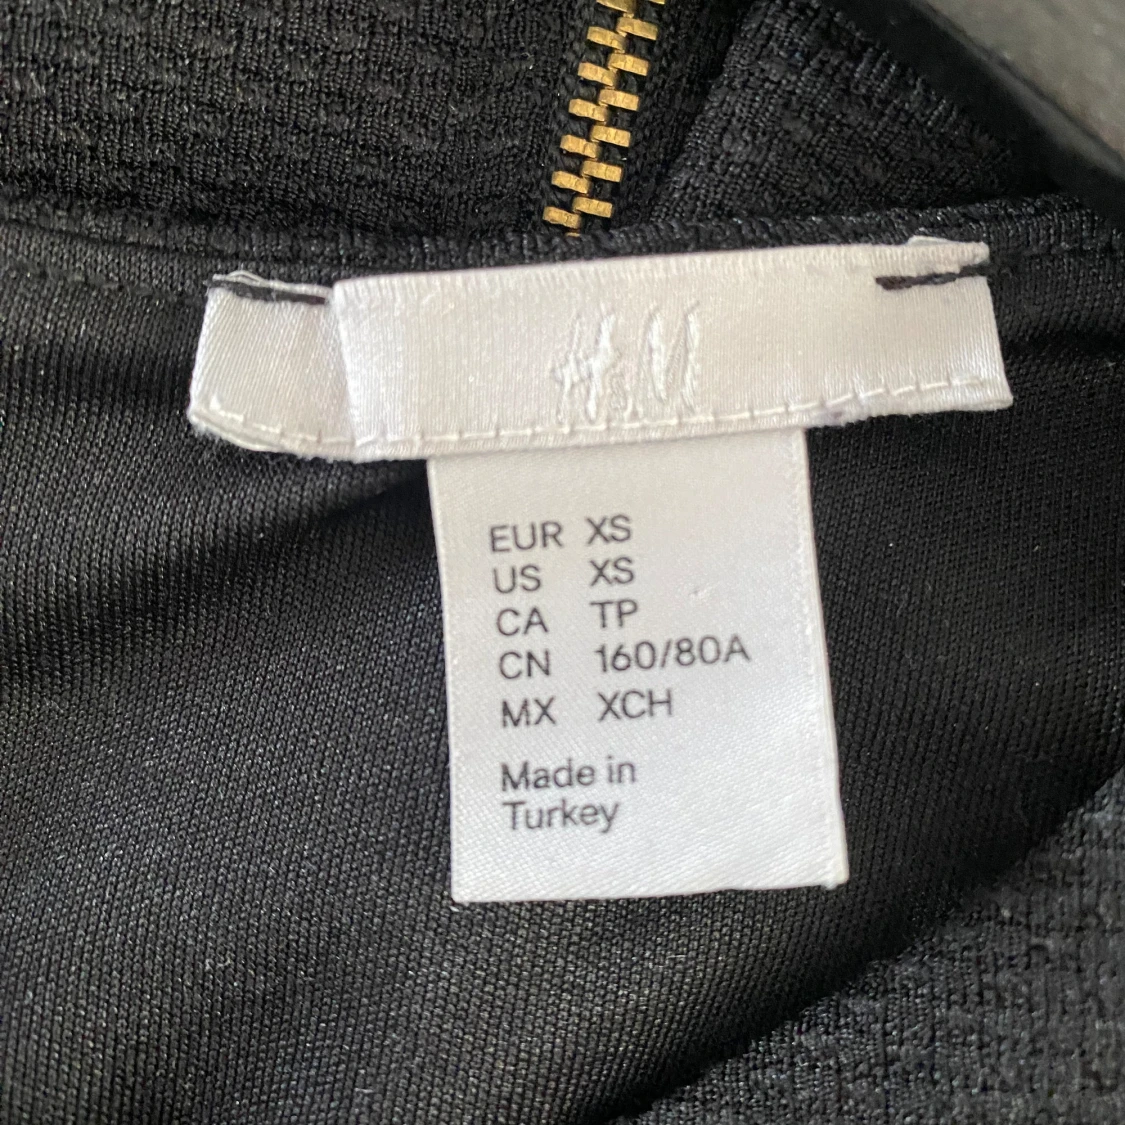 H&M
EUR XS
US XS
CA TP
CN 160/80A
MX XCH
Made in
Turkey